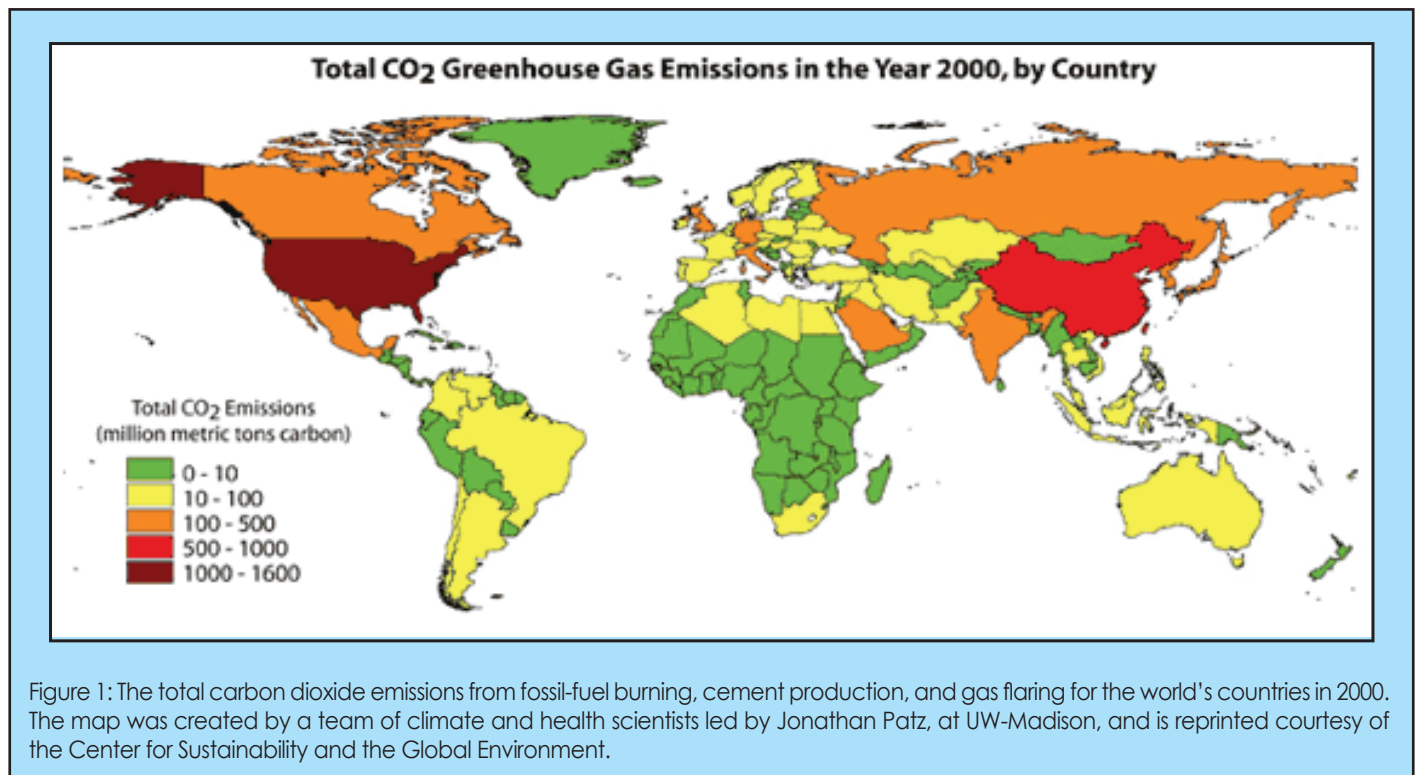 Total CO2 Greenhouse Gas Emissions in the Year 2000, by Country
Total CO2 Emissions
(million metric tons carbon)
0 - 10
10 - 100
100 - 500
500 - 1000
1000 - 1600
Figure 1: The total carbon dioxide emissions from fossil-fuel burning, cement production, and gas flaring for the world's countries in 2000.
The map was created by a team of climate and health scientists led by Jonathan Patz, at UW-Madison, and is reprinted courtesy of
the Center for Sustainability and the Global Environment.